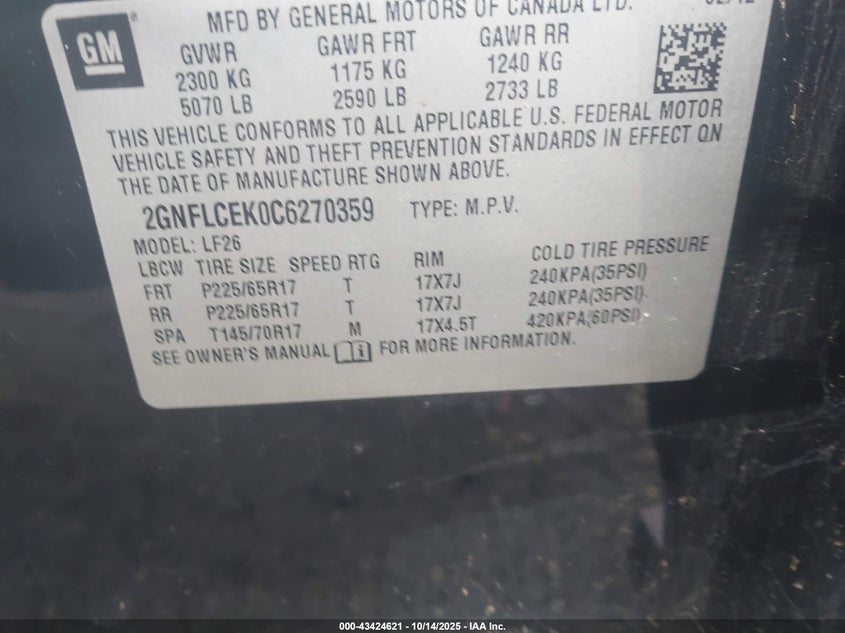 MFD BY GENERAL MOTORS OF CANADA LTD.
GM
GVWR GAWR FRT GAWR RR
2300 KG 1175 KG 1240 KG
5070 LB 2590 LB 2733 LB
THIS VEHICLE CONFORMS TO ALL APPLICABLE U.S. FEDERAL MOTOR
VEHICLE SAFETY AND THEFT PREVENTION STANDARDS IN EFFECT ON
THE DATE OF MANUFACTURE SHOWN ABOVE.
2GNFLCEK0C6270359 TYPE: M.P.V.
MODEL: LF26
LBCW TIRE SIZE SPEED RTG RIM COLD TIRE PRESSURE
FRT P225/65R17 T 17X7J 240KPA(35PSI)
RR P225/65R17 T 17X7J 240KPA(35PSI)
SPA T145/70R17 M 17X4.5T 420KPA(60PSI)
SEE OWNER'S MANUAL FOR MORE INFORMATION.
000-43424621 - 10/14/2025 - IAA Inc.